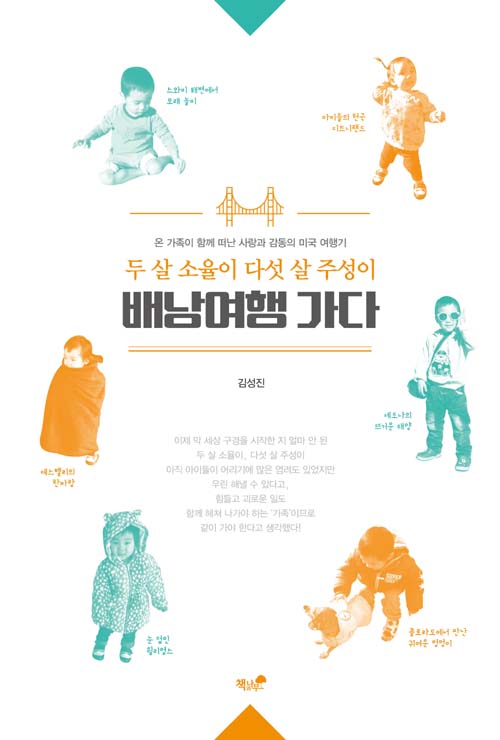 스와이 해변에서
모래 놀이
아이들의 천국
디즈니랜드
온 가족이 함께 떠난 사랑과 감동의 미국 여행기
두 살 소율이 다섯 살 주성이
배낭여행 가다
김성진
세도나의
뜨거운 태양
데스밸리의
찬바람
이제 막 세상 구경을 시작한 지 얼마 안 된
두 살 소율이, 다섯 살 주성이
아직 아이들이 어리기에 많은 염려도 있었지만
우린 해낼 수 있다고,
힘들고 괴로운 일도
함께 헤쳐 나가야 하는 '가족'이므로
같이 가야 한다고 생각했다!
눈 덮인
윌리엄스
콜로라도에서 만난
귀여운 멍멍이
책나무